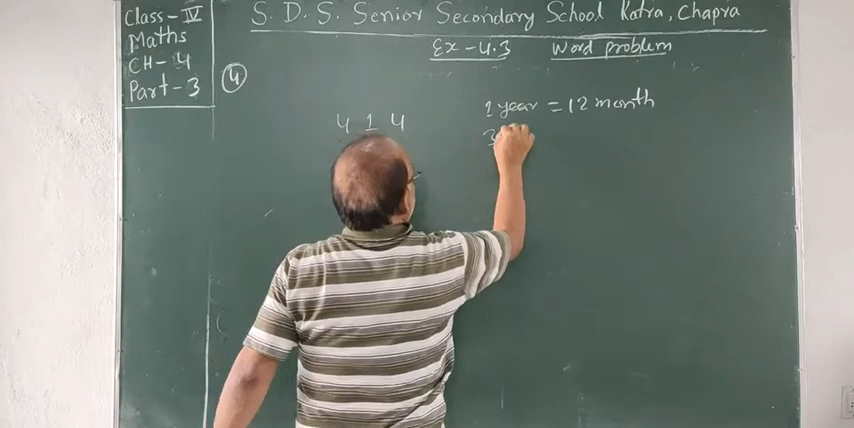 Class - IV
Maths
CH - 4
Part - 3
S. D. S. Senior Secondary School Katra, Chapra
Ex - 4.3 Word problem
4
4 1 4
1 year = 12 month
3